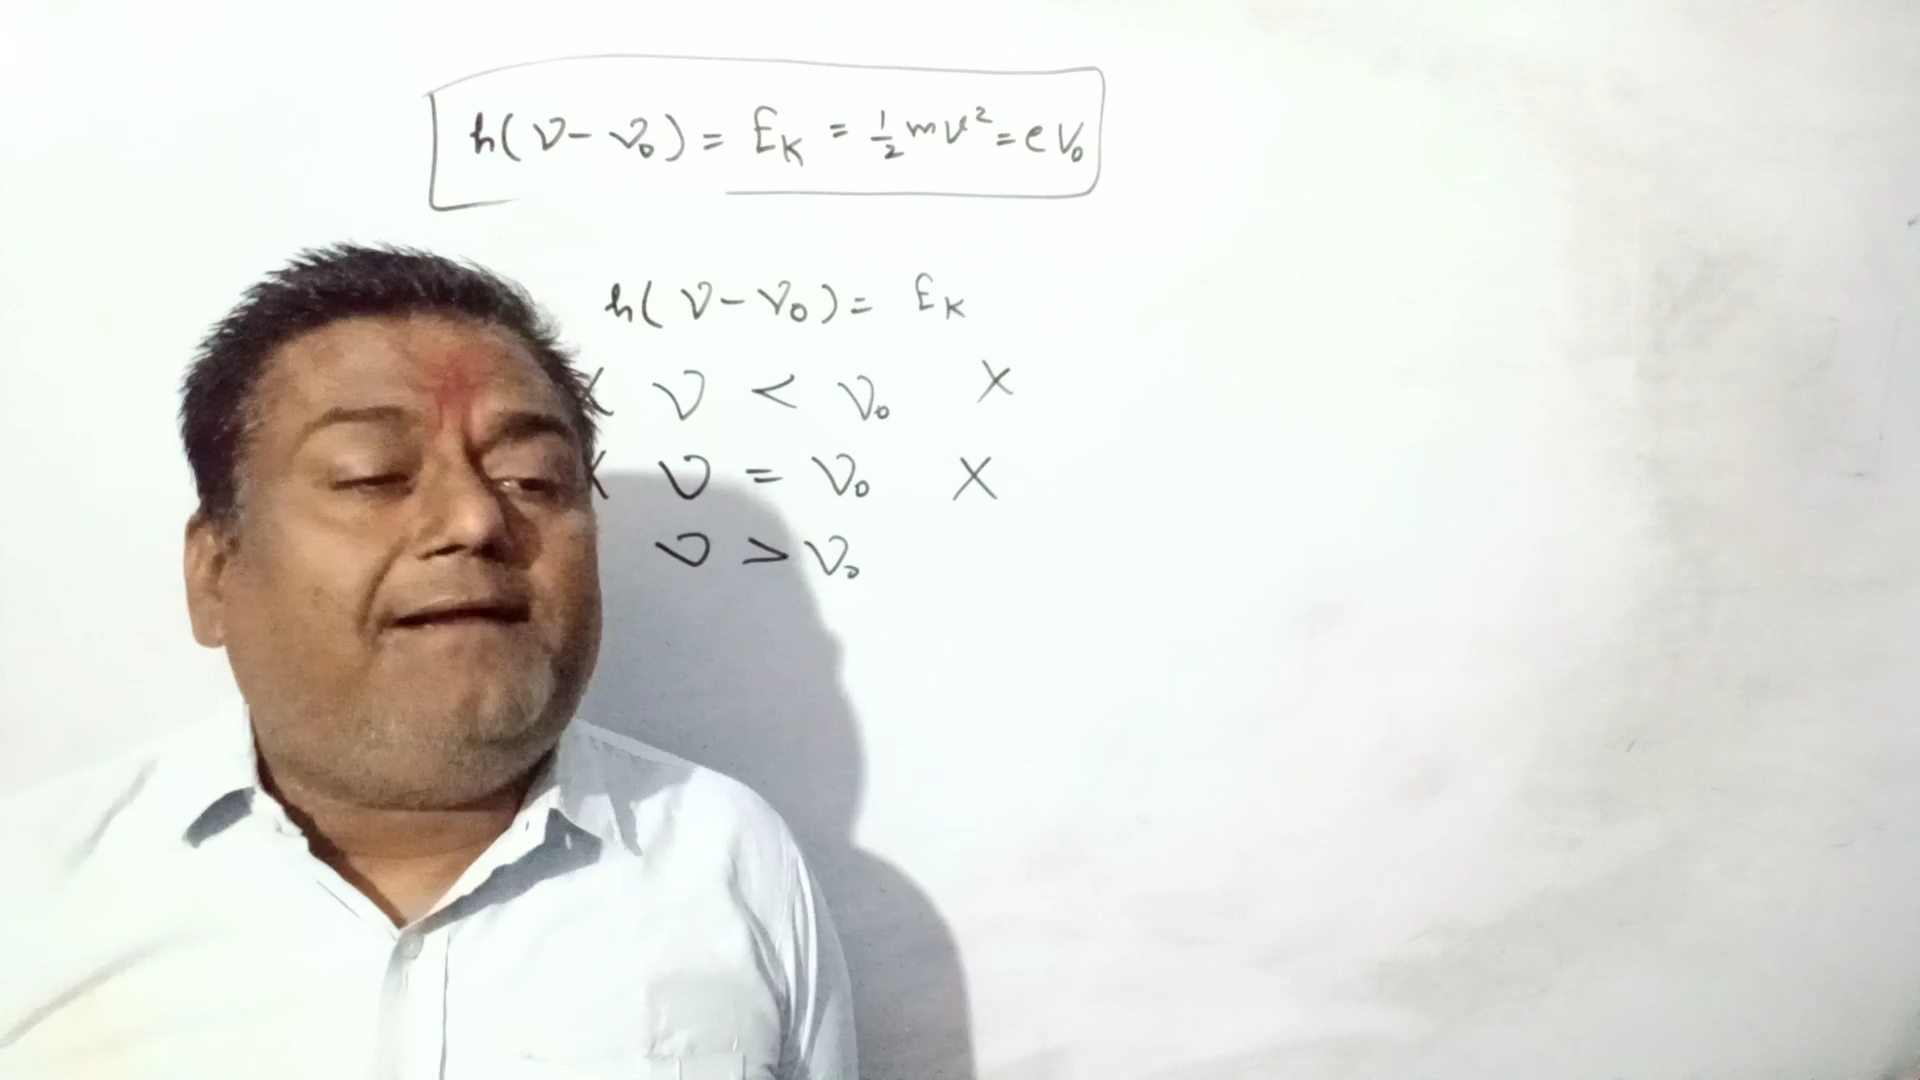 h(ν-ν₀) = E_K = ½mv² = eV₀
h(ν-ν₀) = E_K
X ν < ν₀ X
X ν = ν₀ X
ν > ν₀